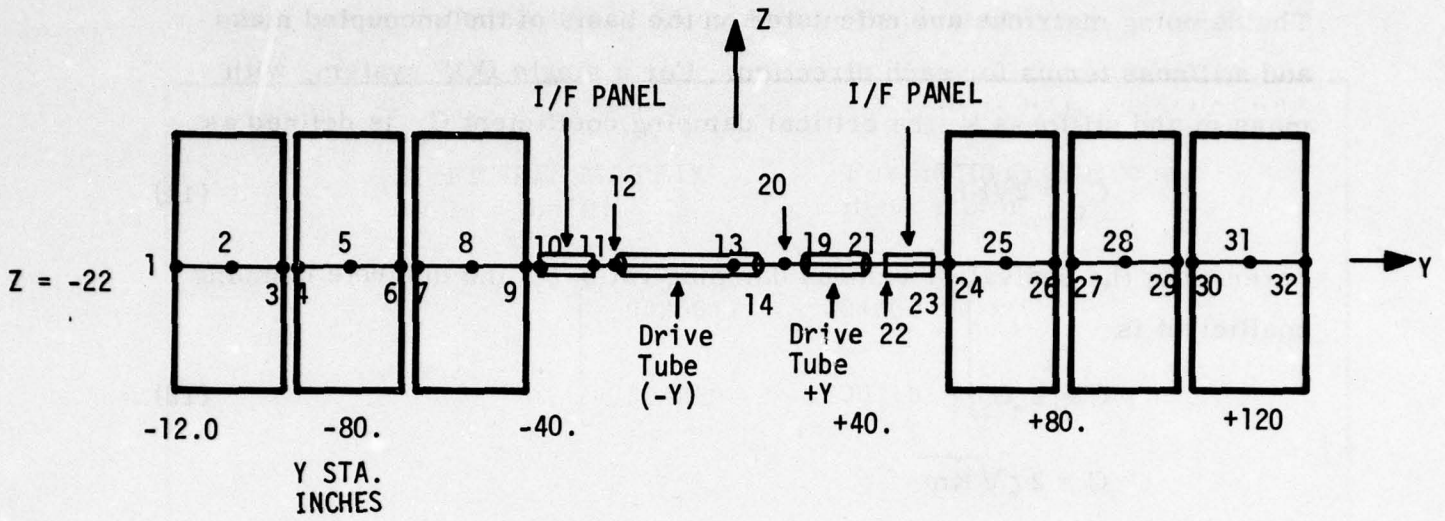 Z
I/F PANEL I/F PANEL
12 20
1 2 5 8 10 11 13 19 21 25 28 31
Z = -22 Y
3 4 6 7 9 14 22 23 24 26 27 29 30 32
Drive Tube (-Y)
Drive Tube +Y
-12.0 -80. -40. +40. +80. +120
Y STA.
INCHES